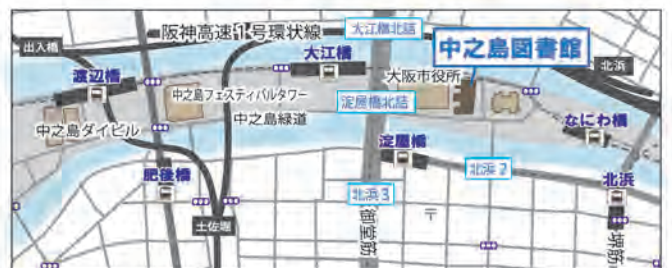 阪神高速1号環状線
大江橋北詰
出入橋
大江橋
中之島図書館
北浜
渡辺橋
大阪市役所
中之島フェスティバルタワー
淀屋橋北詰
中之島緑道
なにわ橋
中之島ダイビル
淀屋橋
肥後橋
北浜2
北浜
北浜3
土佐堀
〒
御堂筋
堺筋